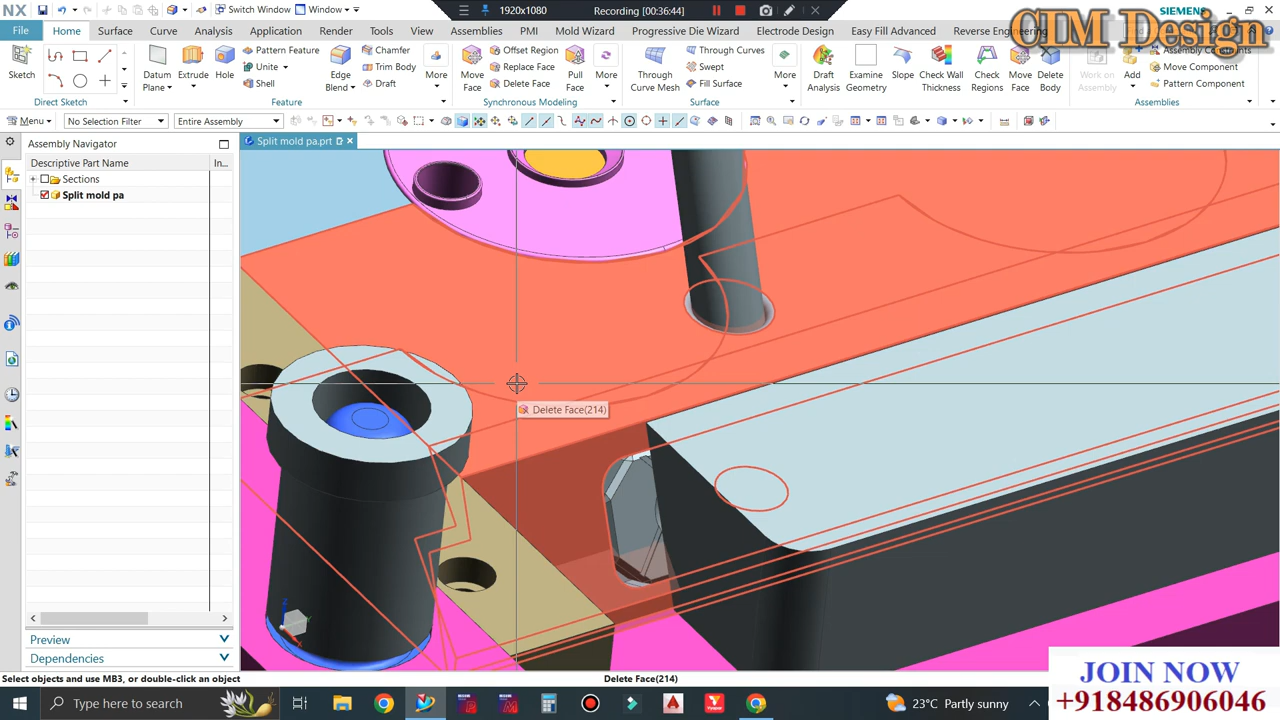 NX
Switch Window
Window
1920x1080
Recording [00:36:44]
SIEMENS
CIM Design
File
Home
Surface
Curve
Analysis
Application
Render
Tools
Assemblies
PMI
Mold Wizard
Progressive Die Wizard
Electrode Design
Easy Fill Advanced
Reverse Engineering
Sketch
Direct Sketch
Datum Plane
Extrude
Hole
Pattern Feature
Unite
Shell
Edge Blend
Chamfer
Trim Body
Draft
More
Feature
Move Face
Offset Region
Replace Face
Delete Face
Pull Face
More
Synchronous Modeling
Through Curve Mesh
Through Curves
Swept
Fill Surface
More
Surface
Draft Analysis
Examine Geometry
Slope
Check Wall Thickness
Check Regions
Move Face
Delete Body
Work on Assembly
Add
Assembly Constraints
Move Component
Pattern Component
Assemblies
Menu
No Selection Filter
Entire Assembly
Assembly Navigator
Split mold pa.prt
Descriptive Part Name
In...
Sections
Split mold pa
Delete Face(214)
Preview
Dependencies
Select objects and use MB3, or double-click an object
Delete Face(214)
JOIN NOW
+918486906046
Type here to search
23°C Partly sunny